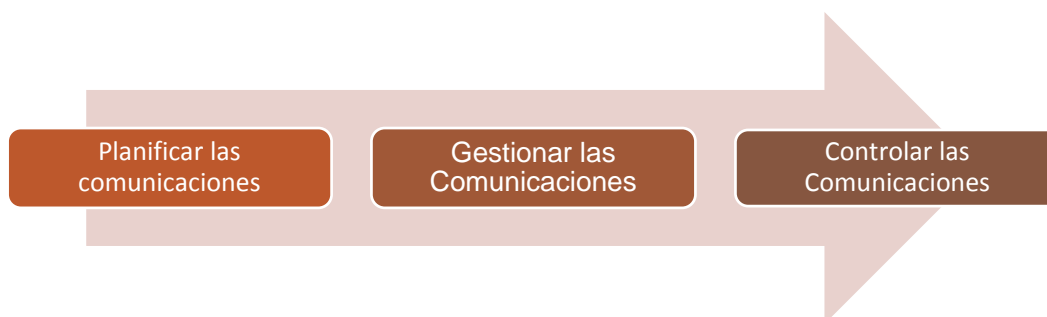 Planificar las
comunicaciones
Gestionar las
Comunicaciones
Controlar las
Comunicaciones